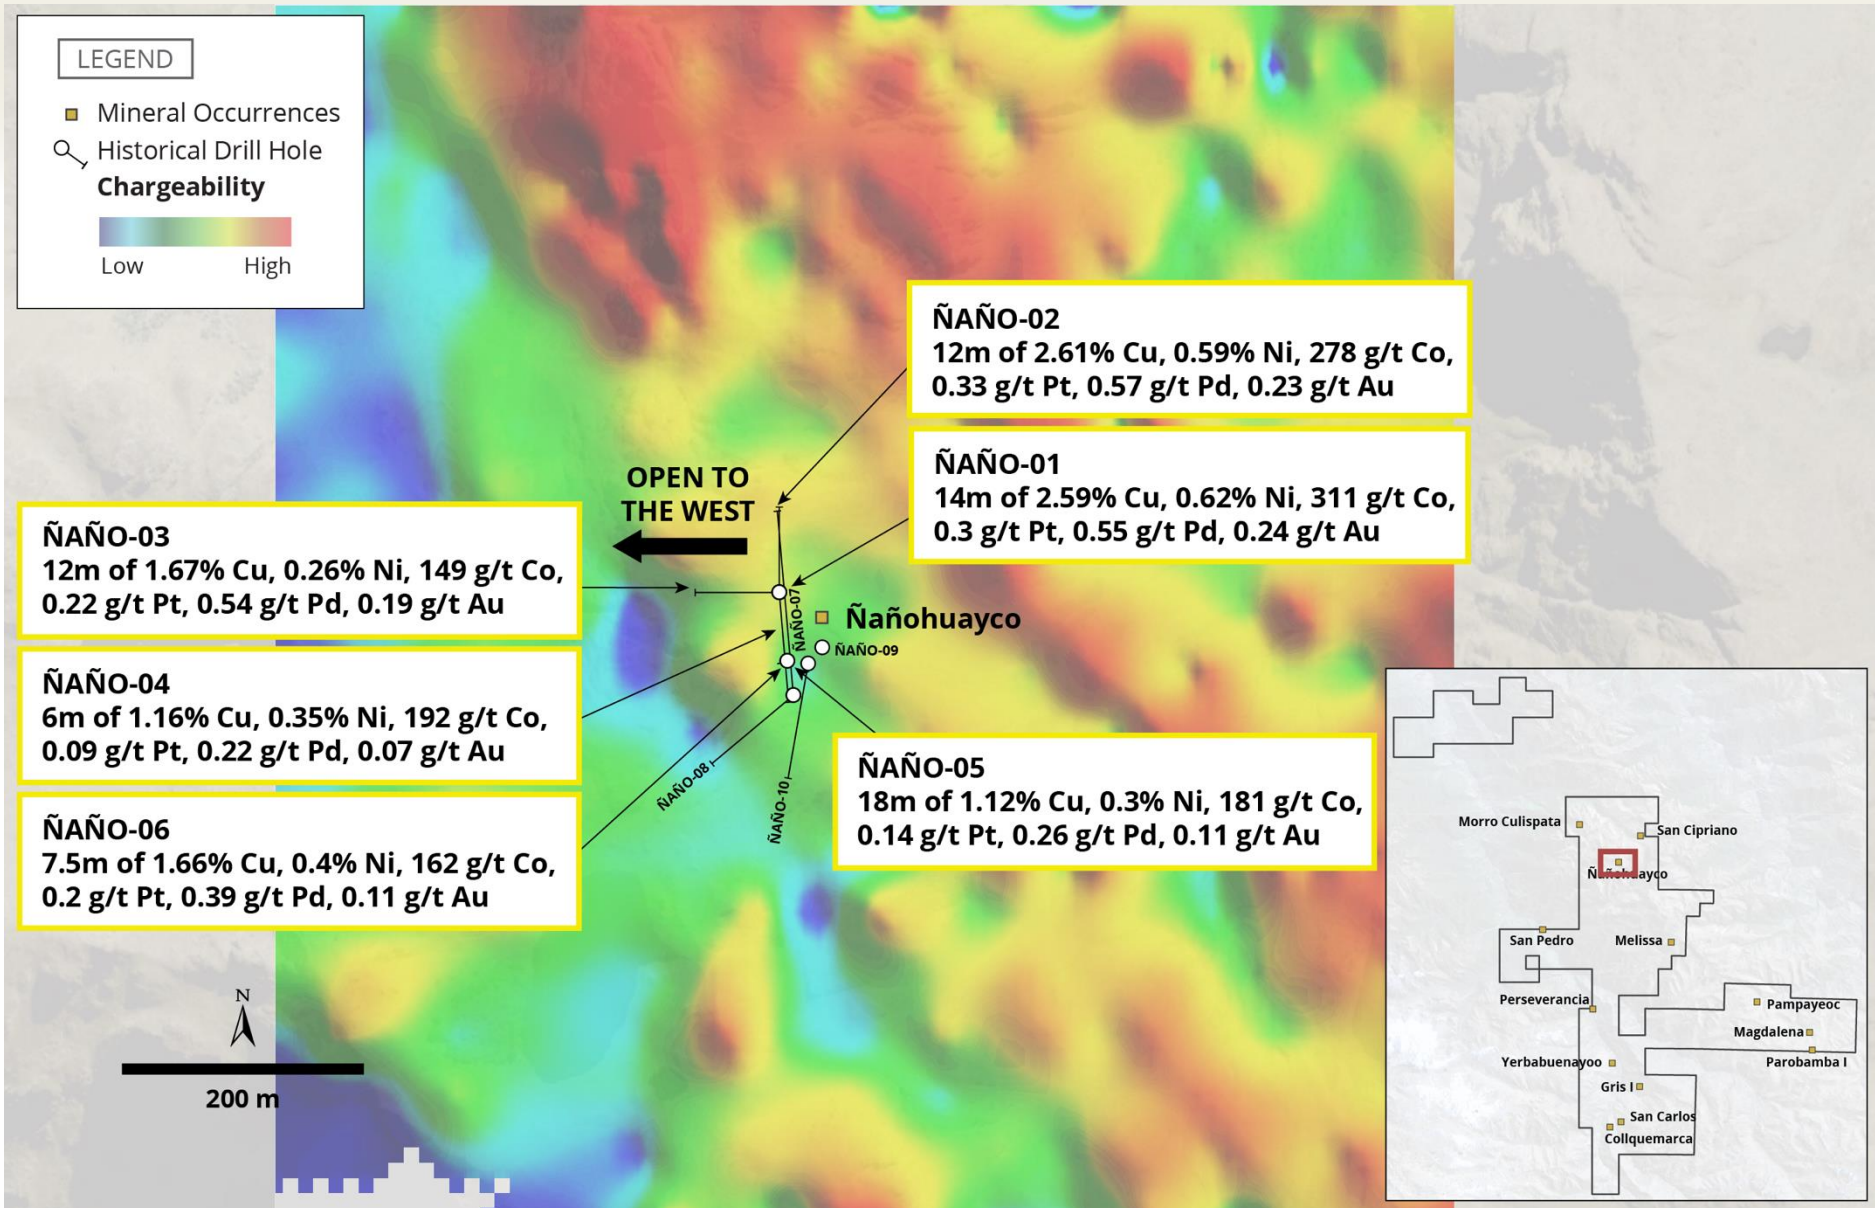 LEGEND
Mineral Occurrences
Historical Drill Hole
Chargeability
Low High
ÑAÑO-02
12m of 2.61% Cu, 0.59% Ni, 278 g/t Co,
0.33 g/t Pt, 0.57 g/t Pd, 0.23 g/t Au
ÑAÑO-01
14m of 2.59% Cu, 0.62% Ni, 311 g/t Co,
0.3 g/t Pt, 0.55 g/t Pd, 0.24 g/t Au
OPEN TO
THE WEST
ÑAÑO-03
12m of 1.67% Cu, 0.26% Ni, 149 g/t Co,
0.22 g/t Pt, 0.54 g/t Pd, 0.19 g/t Au
ÑAÑO-04
6m of 1.16% Cu, 0.35% Ni, 192 g/t Co,
0.09 g/t Pt, 0.22 g/t Pd, 0.07 g/t Au
ÑAÑO-06
7.5m of 1.66% Cu, 0.4% Ni, 162 g/t Co,
0.2 g/t Pt, 0.39 g/t Pd, 0.11 g/t Au
ÑAÑO-07
Ñañohuayco
ÑAÑO-09
ÑAÑO-08
ÑAÑO-10
ÑAÑO-05
18m of 1.12% Cu, 0.3% Ni, 181 g/t Co,
0.14 g/t Pt, 0.26 g/t Pd, 0.11 g/t Au
N
200 m
Morro Culispata
San Cipriano
Ñañohuayco
San Pedro
Melissa
Perseverancia
Pampayeoc
Magdalena
Parobamba I
Yerbabuenayoo
Gris I
San Carlos
Collquemarca